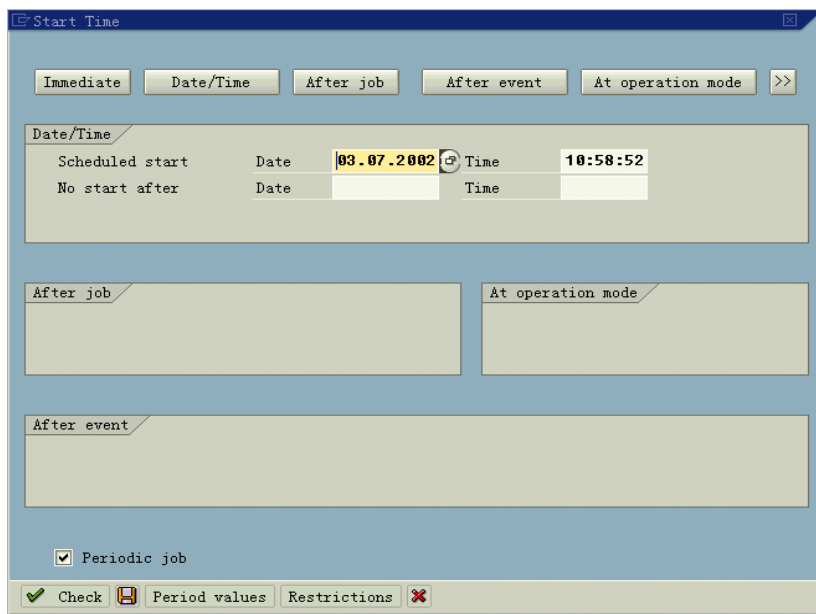 Start Time
Immediate Date/Time After job After event At operation mode >>
Date/Time
Scheduled start Date 03.07.2002 Time 10:58:52
No start after Date Time
After job At operation mode
After event
Periodic job
Check Period values Restrictions